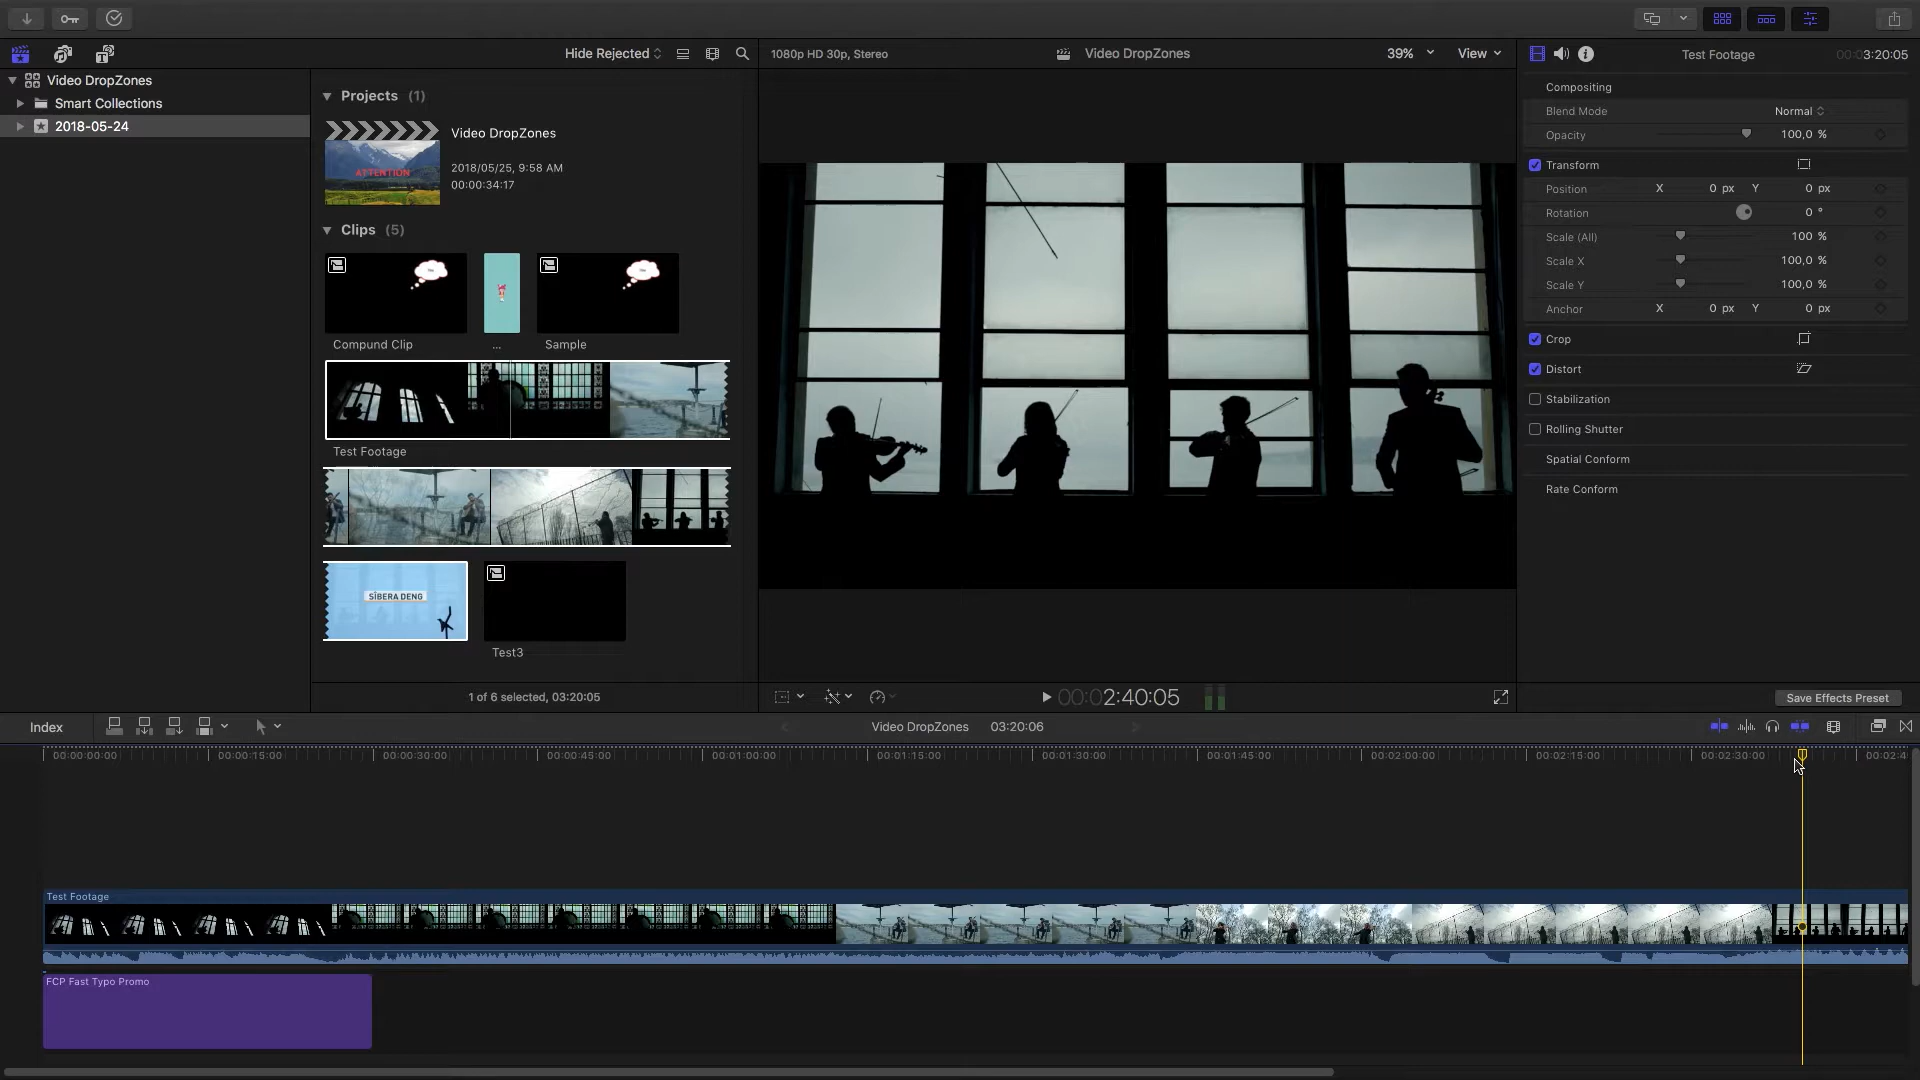 Hide Rejected
1080p HD 30p, Stereo
Video DropZones
39%
View
Test Footage
00:03:20:05
Video DropZones
Smart Collections
2018-05-24
Projects (1)
Video DropZones
2018/05/25, 9:58 AM
00:00:34:17
ATTENTION
Clips (5)
Compund Clip
...
Sample
Test Footage
SİBERA DENG
Test3
1 of 6 selected, 03:20:05
00:02:40:05
Compositing
Blend Mode Normal
Opacity 100,0 %
Transform
Position X 0 px Y 0 px
Rotation 0 °
Scale (All) 100 %
Scale X 100,0 %
Scale Y 100,0 %
Anchor X 0 px Y 0 px
Crop
Distort
Stabilization
Rolling Shutter
Spatial Conform
Rate Conform
Save Effects Preset
Index
Video DropZones 03:20:06
00:00:00:00 00:00:15:00 00:00:30:00 00:00:45:00 00:01:00:00 00:01:15:00 00:01:30:00 00:01:45:00 00:02:00:00 00:02:15:00 00:02:30:00 00:02:4
Test Footage
FCP Fast Typo Promo